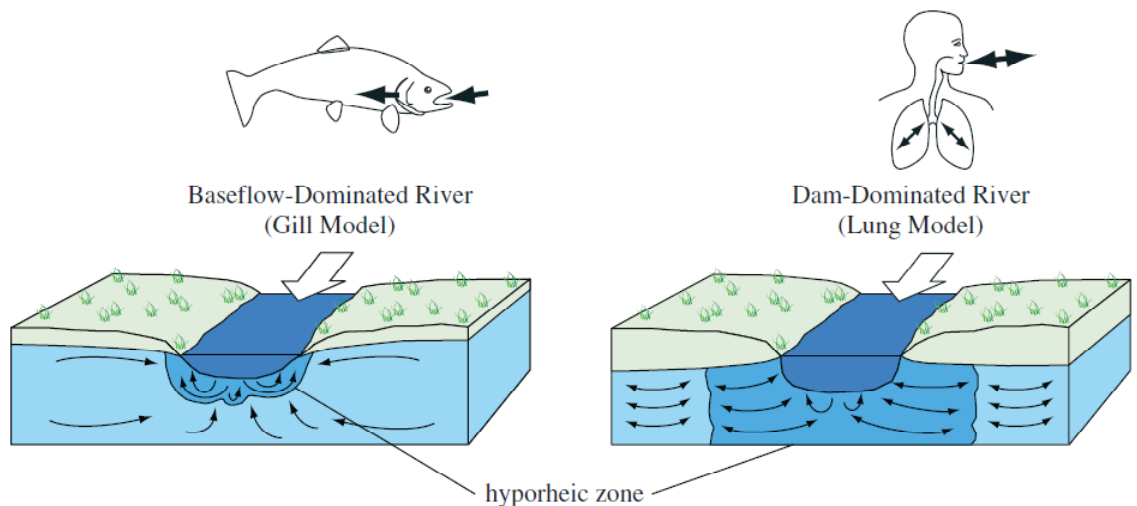 Baseflow-Dominated River
(Gill Model)
Dam-Dominated River
(Lung Model)
hyporheic zone